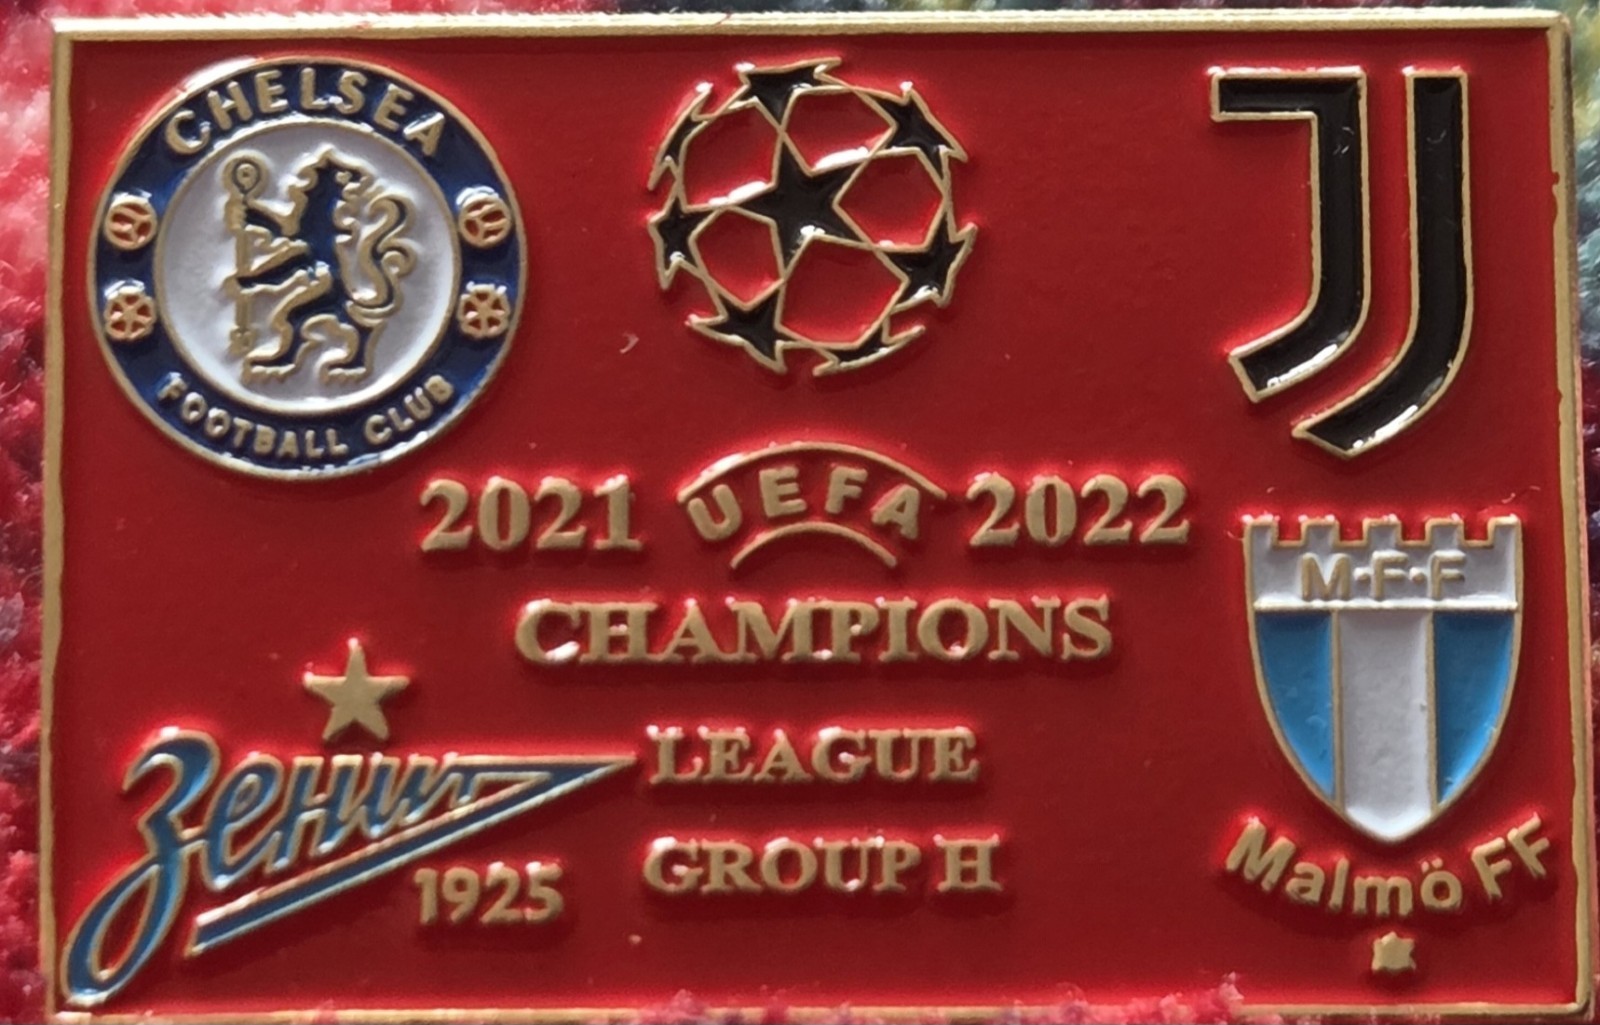 CHELSEA
FOOTBALL CLUB
2021 UEFA 2022
CHAMPIONS
LEAGUE
GROUP H
Зенит
1925
M·F·F
Malmö FF